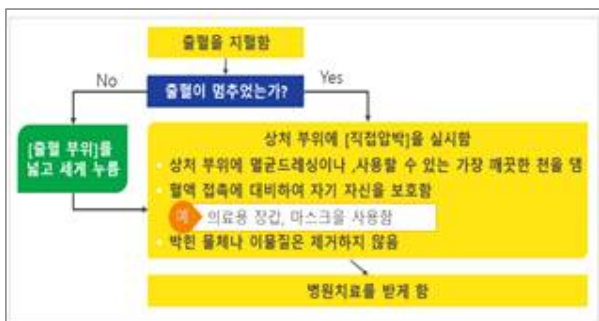 출혈을 지혈함
No
Yes
출혈이 멈추었는가?
[출혈 부위]를
넓고 세게 누름
상처 부위에 [직접압박]을 실시함
• 상처 부위에 멸균드레싱이나 ,사용할 수 있는 가장 깨끗한 천을 댐
• 혈액 접촉에 대비하여 자기 자신을 보호함
예 의료용 장갑, 마스크을 사용함
• 박힌 물체나 이물질은 제거하지 않음
병원치료를 받게 함